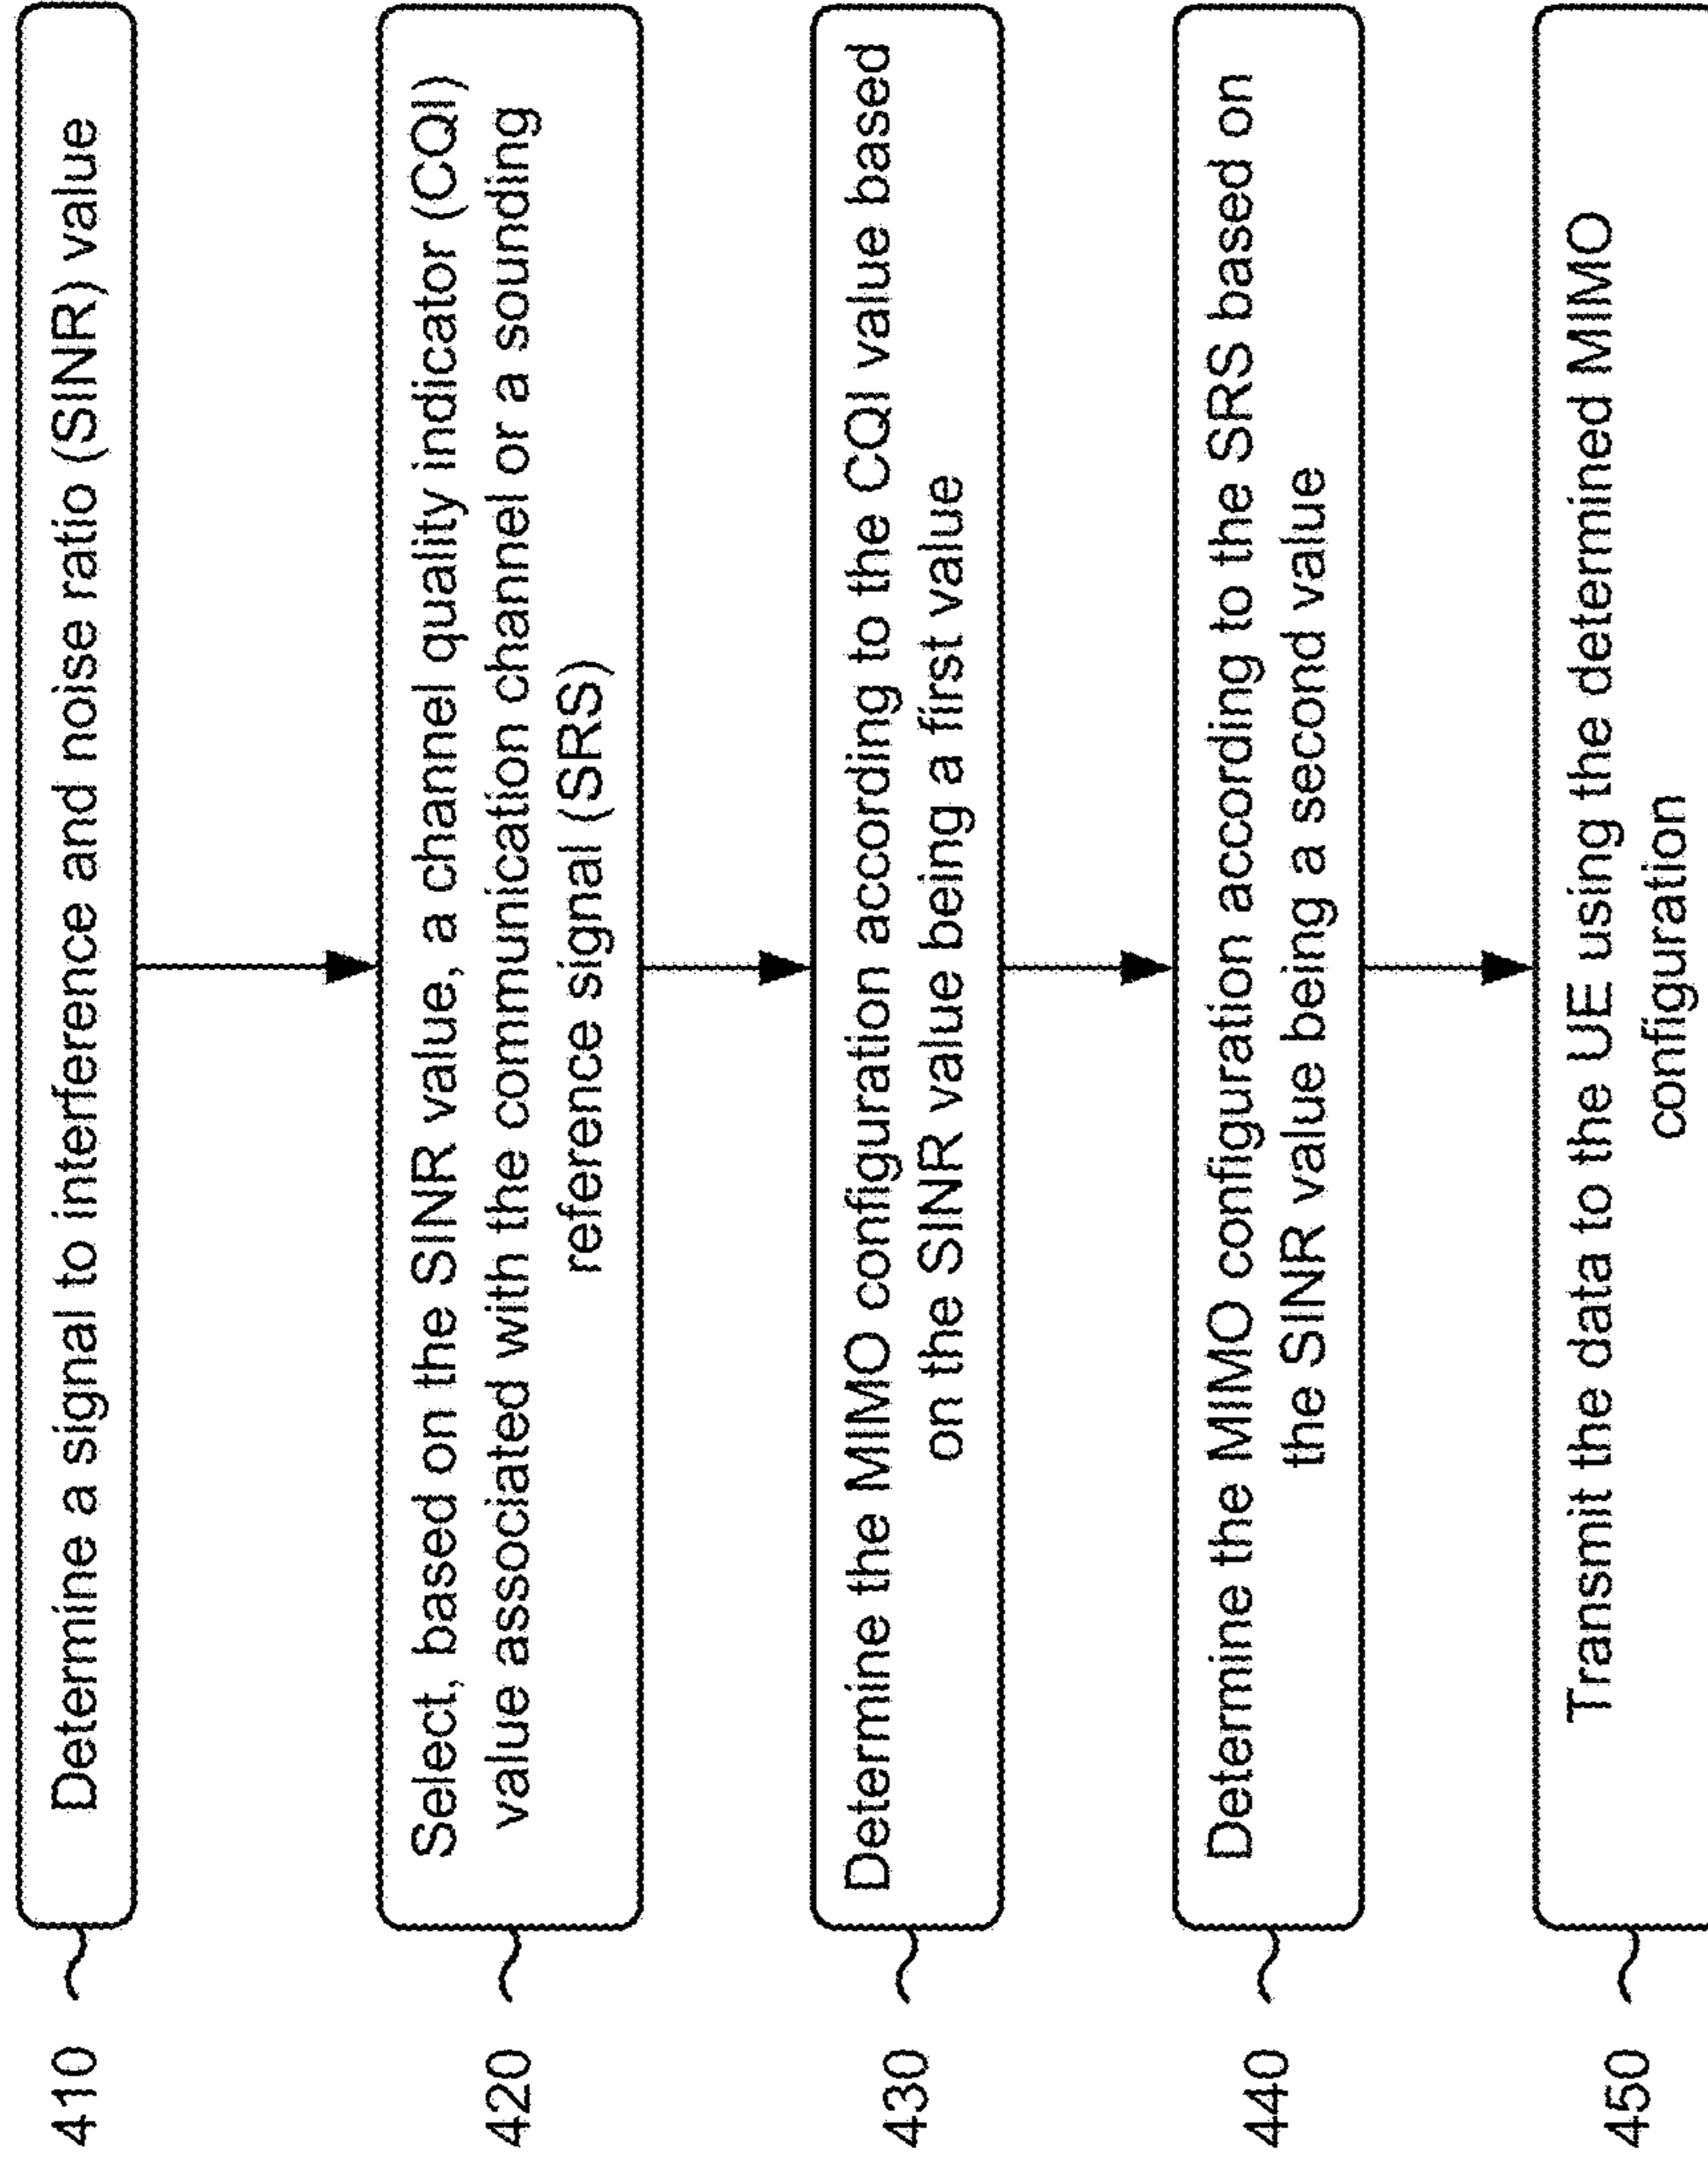 410
Determine a signal to interference and noise ratio (SINR) value
420
Select, based on the SINR value, a channel quality indicator (CQI)
value associated with the communication channel or a sounding
reference signal (SRS)
430
Determine the MIMO configuration according to the CQI value based
on the SINR value being a first value
440
Determine the MIMO configuration according to the SRS based on
the SINR value being a second value
450
Transmit the data to the UE using the determined MIMO
configuration